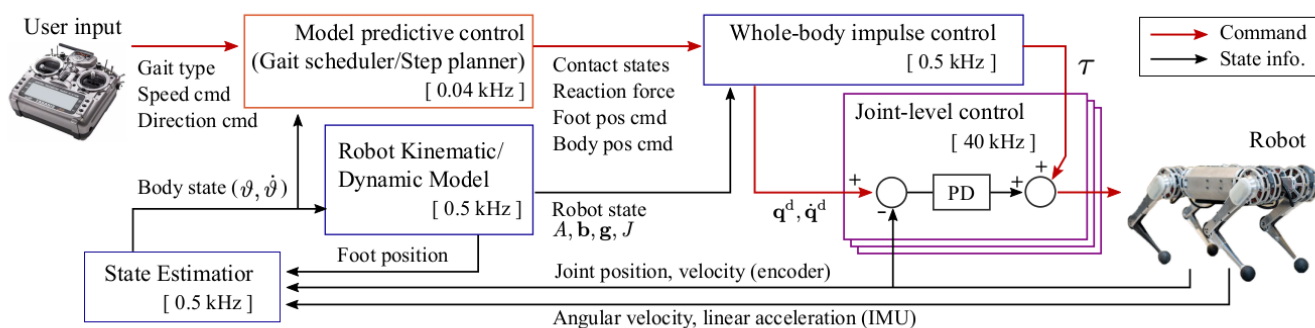 User input
Gait type
Speed cmd
Direction cmd
Model predictive control
(Gait scheduler/Step planner)
[ 0.04 kHz ]
Contact states
Reaction force
Foot pos cmd
Body pos cmd
Whole-body impulse control
[ 0.5 kHz ]
τ
Command
State info.
Joint-level control
[ 40 kHz ]
+
-
PD
+
+
q^d, q̇^d
Robot
Robot Kinematic/
Dynamic Model
[ 0.5 kHz ]
Body state (ϑ, ϑ̇)
Robot state
A, b, g, J
Foot position
State Estimatior
[ 0.5 kHz ]
Joint position, velocity (encoder)
Angular velocity, linear acceleration (IMU)